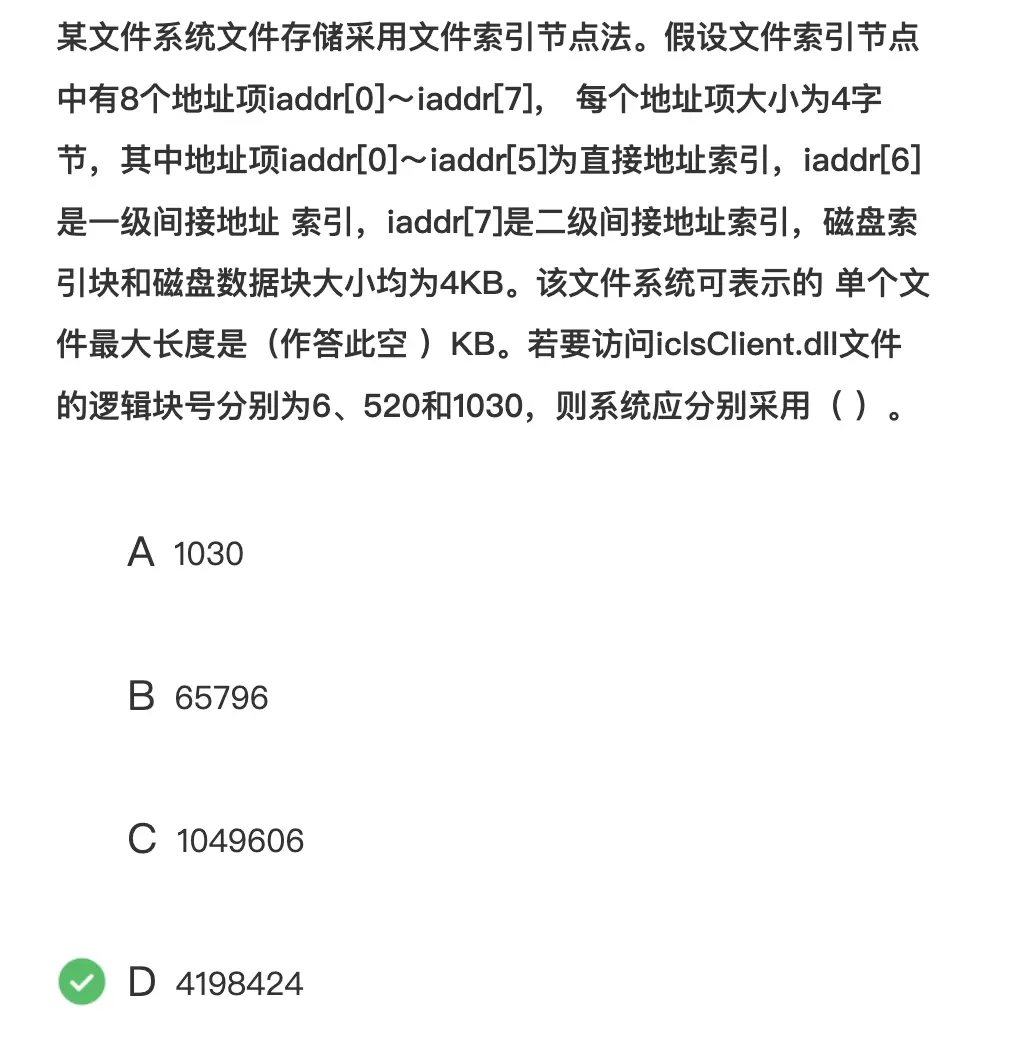 某文件系统文件存储采用文件索引节点法。假设文件索引节点
中有8个地址项iaddr[0]～iaddr[7]， 每个地址项大小为4字
节，其中地址项iaddr[0]～iaddr[5]为直接地址索引，iaddr[6]
是一级间接地址 索引，iaddr[7]是二级间接地址索引，磁盘索
引块和磁盘数据块大小均为4KB。该文件系统可表示的 单个文
件最大长度是（作答此空 ）KB。若要访问iclsClient.dll文件
的逻辑块号分别为6、520和1030，则系统应分别采用（ ）。
A 1030
B 65796
C 1049606
D 4198424